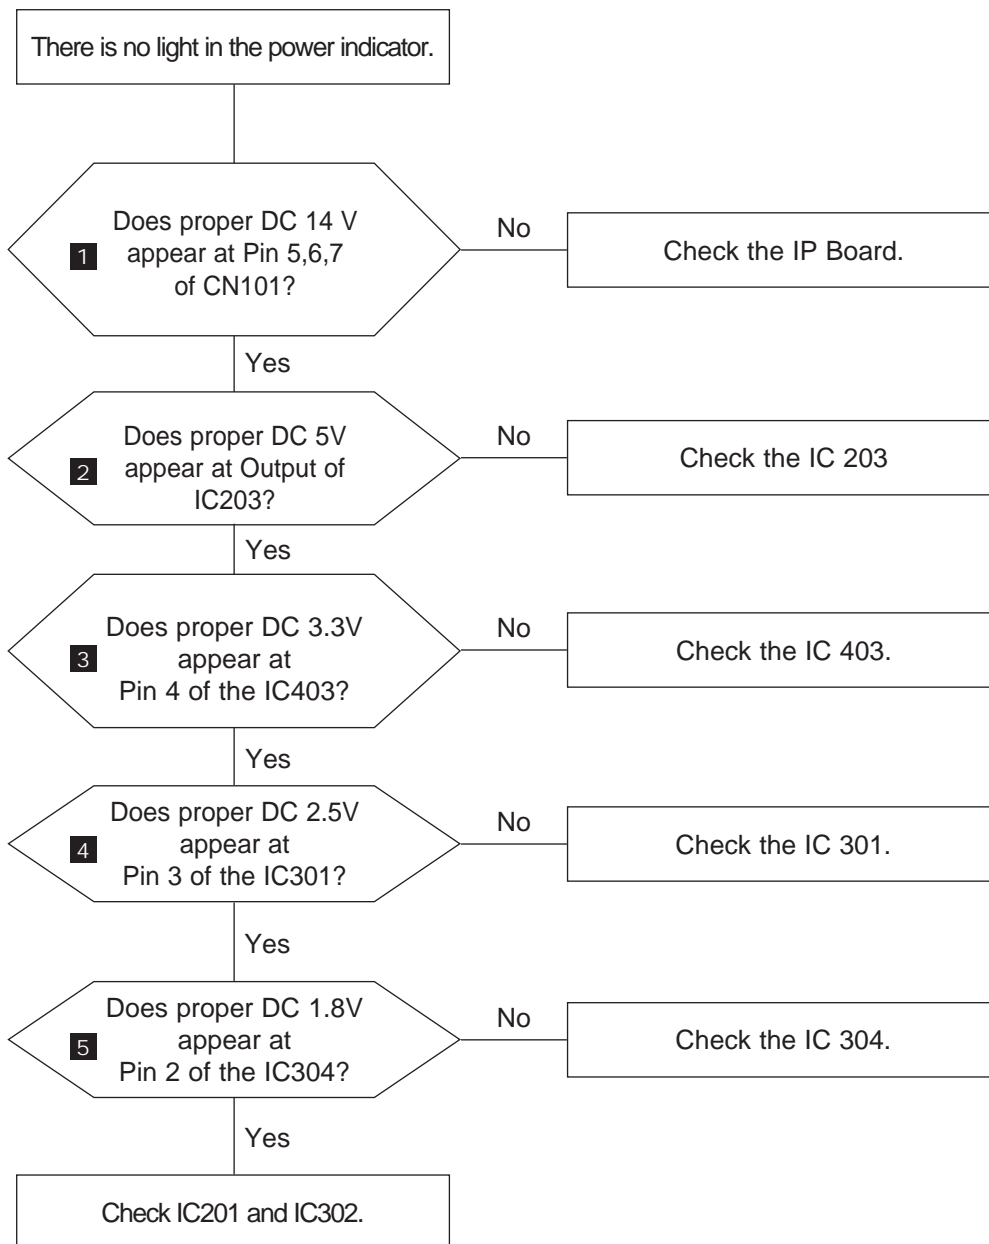 There is no light in the power indicator.
Does proper DC 14 V
1 appear at Pin 5,6,7
of CN101?
No
Check the IP Board.
Yes
Does proper DC 5V
2 appear at Output of
IC203?
No
Check the IC 203
Yes
Does proper DC 3.3V
3 appear at
Pin 4 of the IC403?
No
Check the IC 403.
Yes
Does proper DC 2.5V
4 appear at
Pin 3 of the IC301?
No
Check the IC 301.
Yes
Does proper DC 1.8V
5 appear at
Pin 2 of the IC304?
No
Check the IC 304.
Yes
Check IC201 and IC302.